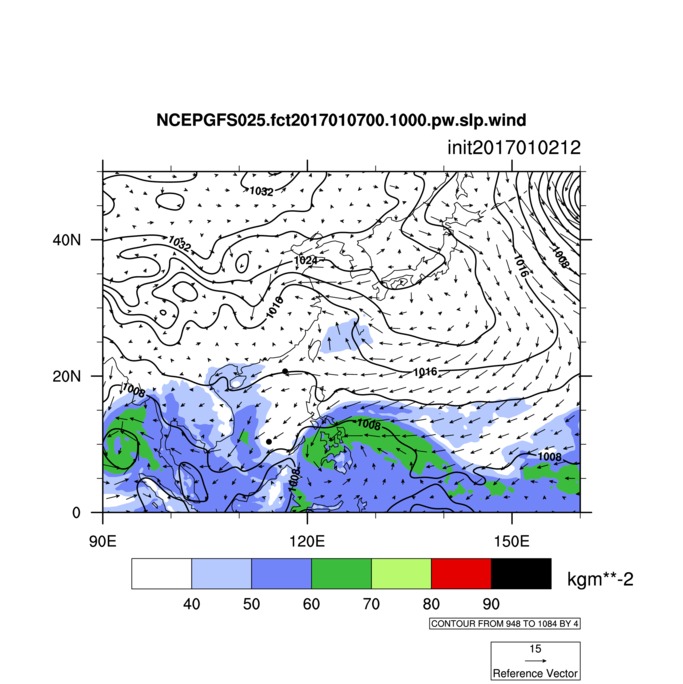 NCEPGFS025.fct2017010700.1000.pw.slp.wind
init2017010212
1032
40N
1032
1024
1016
1008
1016
20N
1016
1008
1008
1008
1008
0
90E
120E
150E
kgm**-2
40
50
60
70
80
90
CONTOUR FROM 948 TO 1084 BY 4
15
Reference Vector